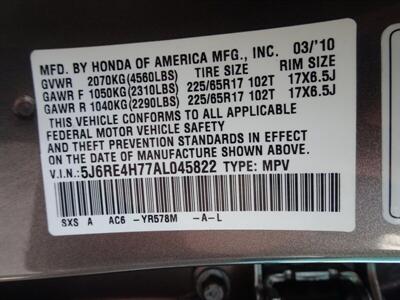 MFD. BY HONDA OF AMERICA MFG., INC. 03/'10
GVWR 2070KG(4560LBS) TIRE SIZE RIM SIZE
GAWR F 1050KG(2310LBS) 225/65R17 102T 17X6.5J
GAWR R 1040KG(2290LBS) 225/65R17 102T 17X6.5J
THIS VEHICLE CONFORMS TO ALL APPLICABLE
FEDERAL MOTOR VEHICLE SAFETY AND
THEFT PREVENTION STANDARDS IN EFFECT ON
THE DATE OF MANUFACTURE SHOWN ABOVE.
V.I.N.: 5J6RE4H77AL045822 TYPE: MPV
SXS A AC6 -YR578M -A-L